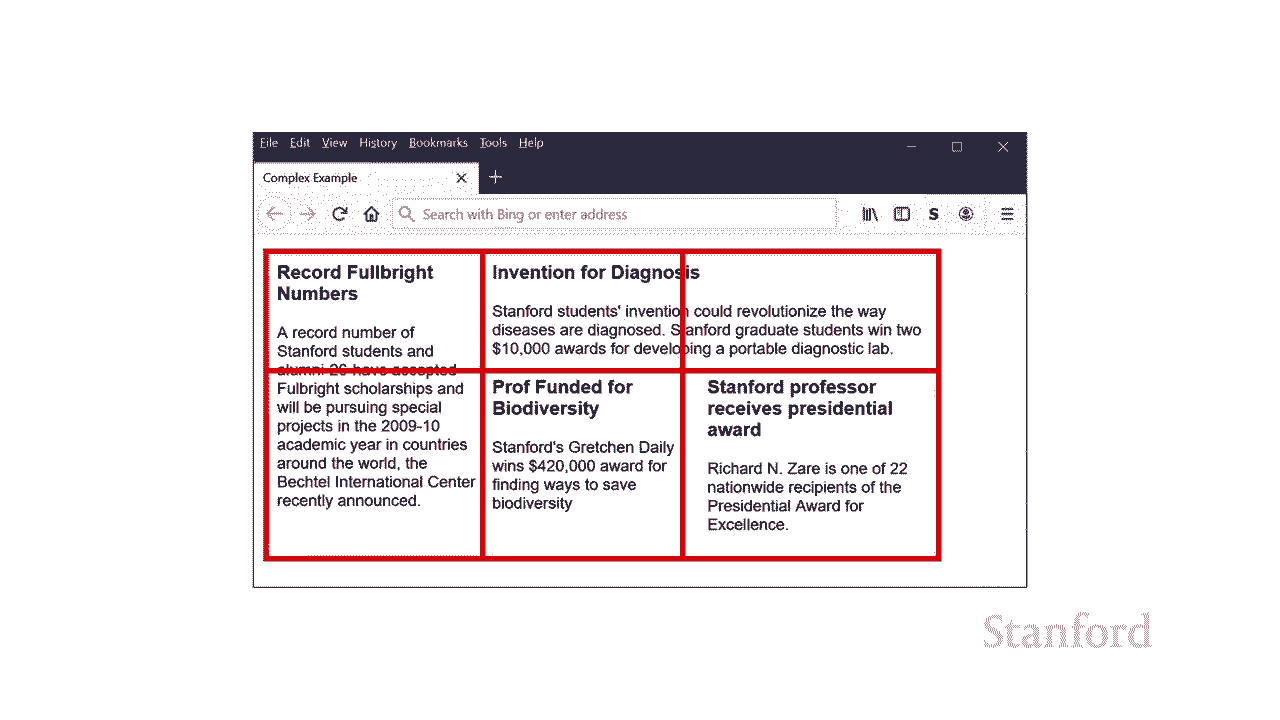 File Edit View History Bookmarks Tools Help
Complex Example
Search with Bing or enter address
S
Record Fullbright
Numbers
A record number of
Stanford students and
alumni 26 have accepted
Fulbright scholarships and
will be pursuing special
projects in the 2009-10
academic year in countries
around the world, the
Bechtel International Center
recently announced.
Invention for Diagnosis
Stanford students' invention could revolutionize the way
diseases are diagnosed. Stanford graduate students win two
$10,000 awards for developing a portable diagnostic lab.
Prof Funded for
Biodiversity
Stanford's Gretchen Daily
wins $420,000 award for
finding ways to save
biodiversity
Stanford professor
receives presidential
award
Richard N. Zare is one of 22
nationwide recipients of the
Presidential Award for
Excellence.
Stanford